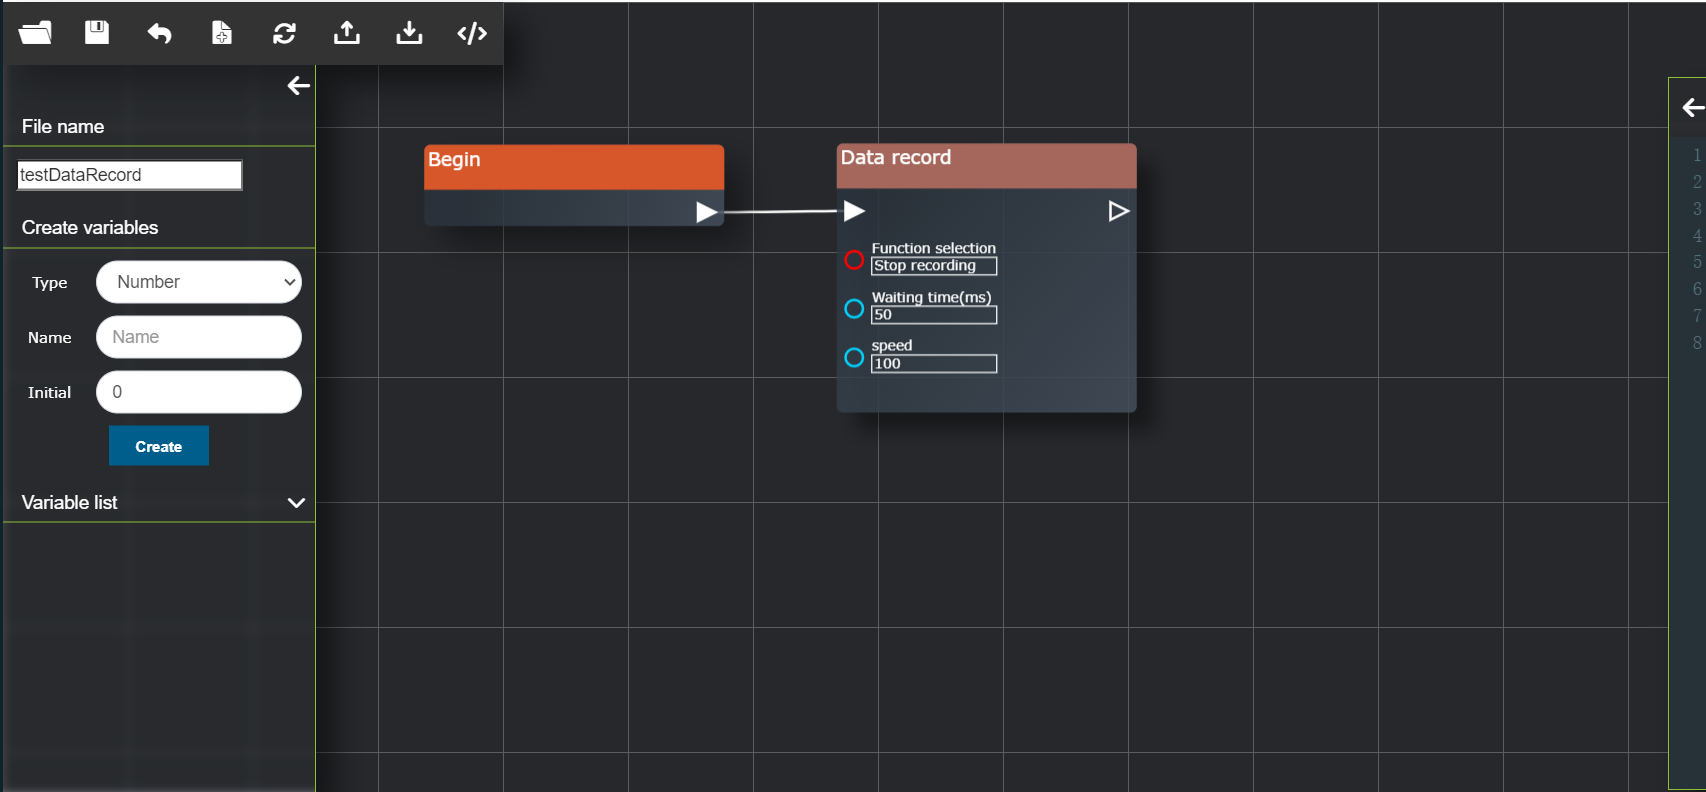 File name
testDataRecord
Create variables
Type
Number
Name
Name
Initial
0
Create
Variable list
Begin
Data record
Function selection
Stop recording
Waiting time(ms)
50
speed
100
1
2
3
4
5
6
7
8